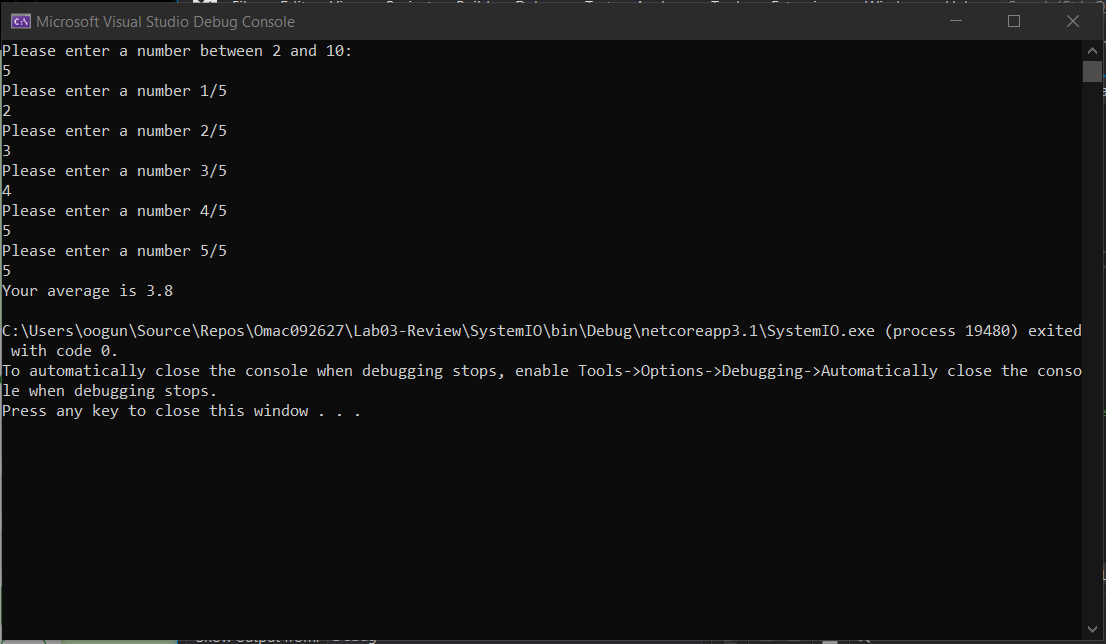 Microsoft Visual Studio Debug Console
Please enter a number between 2 and 10:
5
Please enter a number 1/5
2
Please enter a number 2/5
3
Please enter a number 3/5
4
Please enter a number 4/5
5
Please enter a number 5/5
5
Your average is 3.8
C:\Users\oogun\Source\Repos\Omac092627\Lab03-Review\SystemIO\bin\Debug\netcoreapp3.1\SystemIO.exe (process 19480) exited
with code 0.
To automatically close the console when debugging stops, enable Tools->Options->Debugging->Automatically close the conso
le when debugging stops.
Press any key to close this window . . .